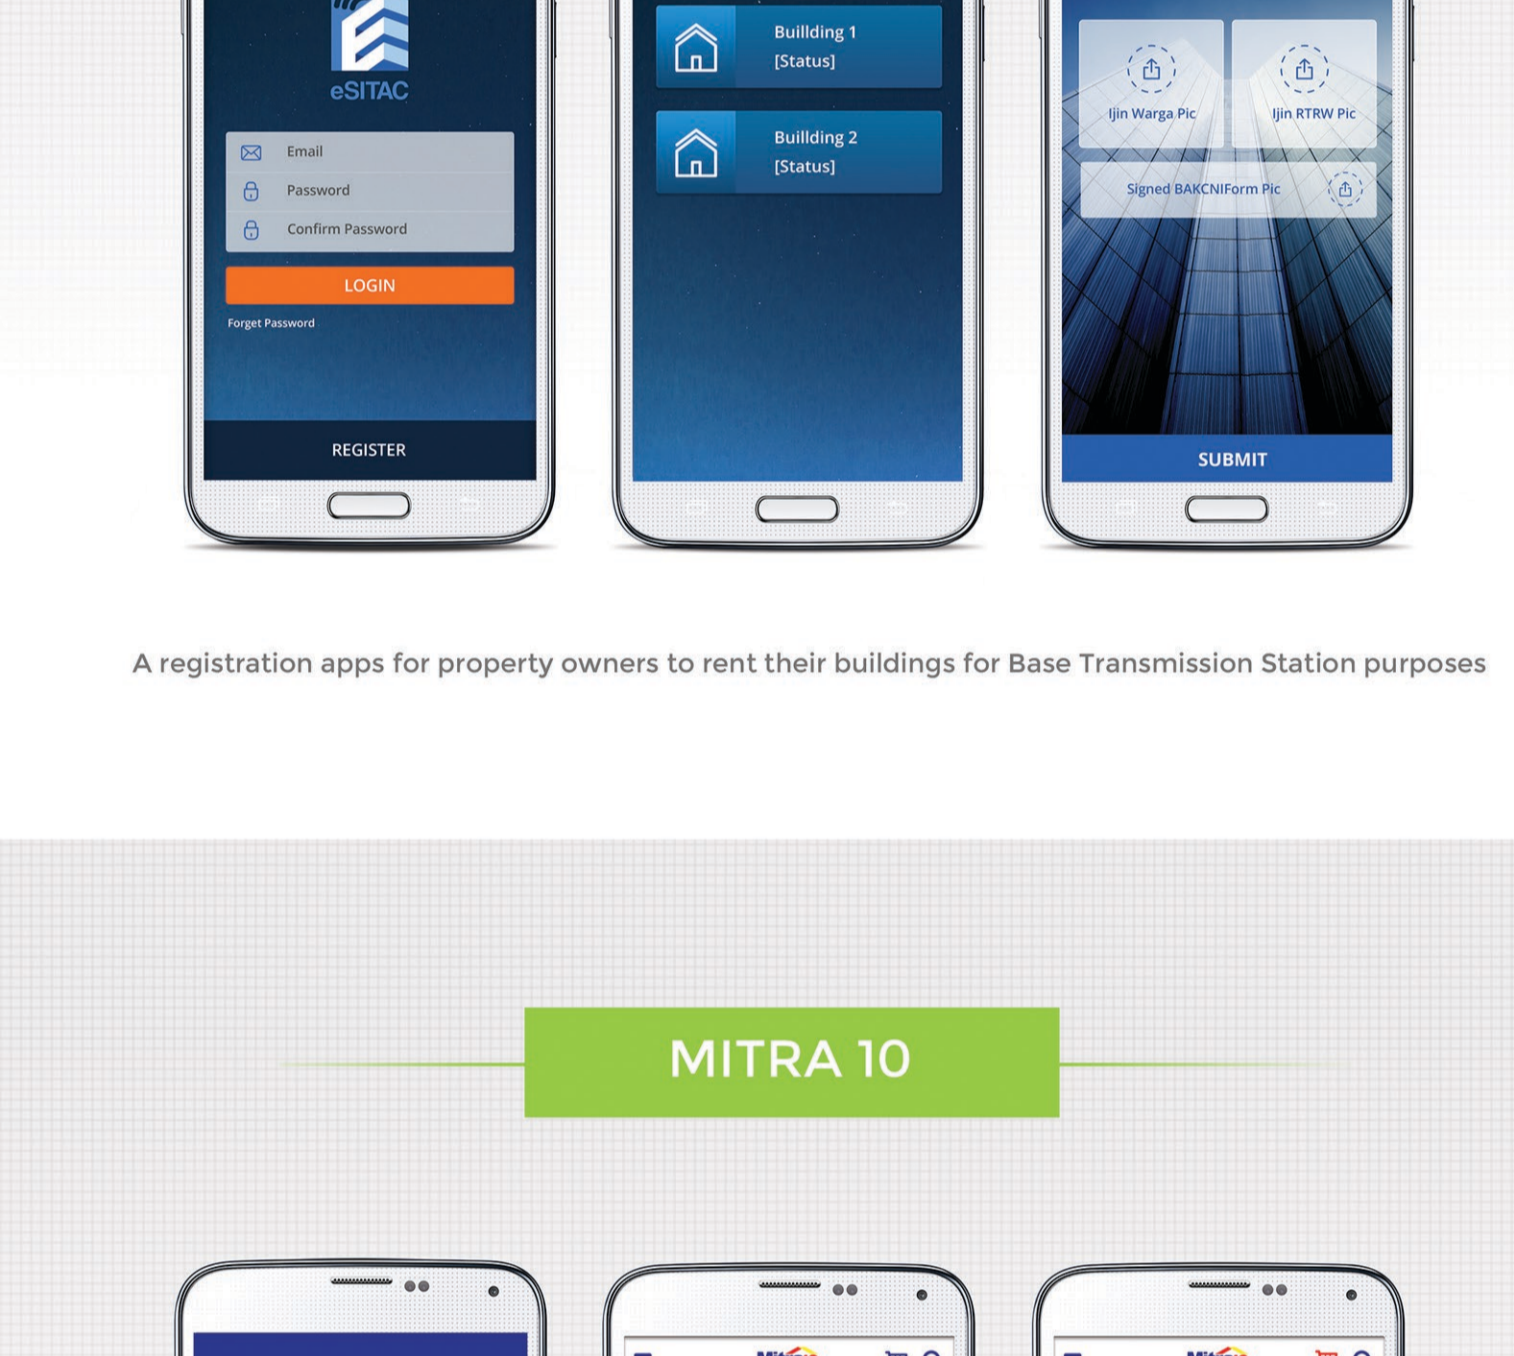 eSITAC
Email
Password
Confirm Password
LOGIN
Forget Password
REGISTER
Buillding 1
[Status]
Buillding 2
[Status]
Ijin Warga Pic
Ijin RTRW Pic
Signed BAKCNIForm Pic
SUBMIT
A registration apps for property owners to rent their buildings for Base Transmission Station purposes
MITRA 10